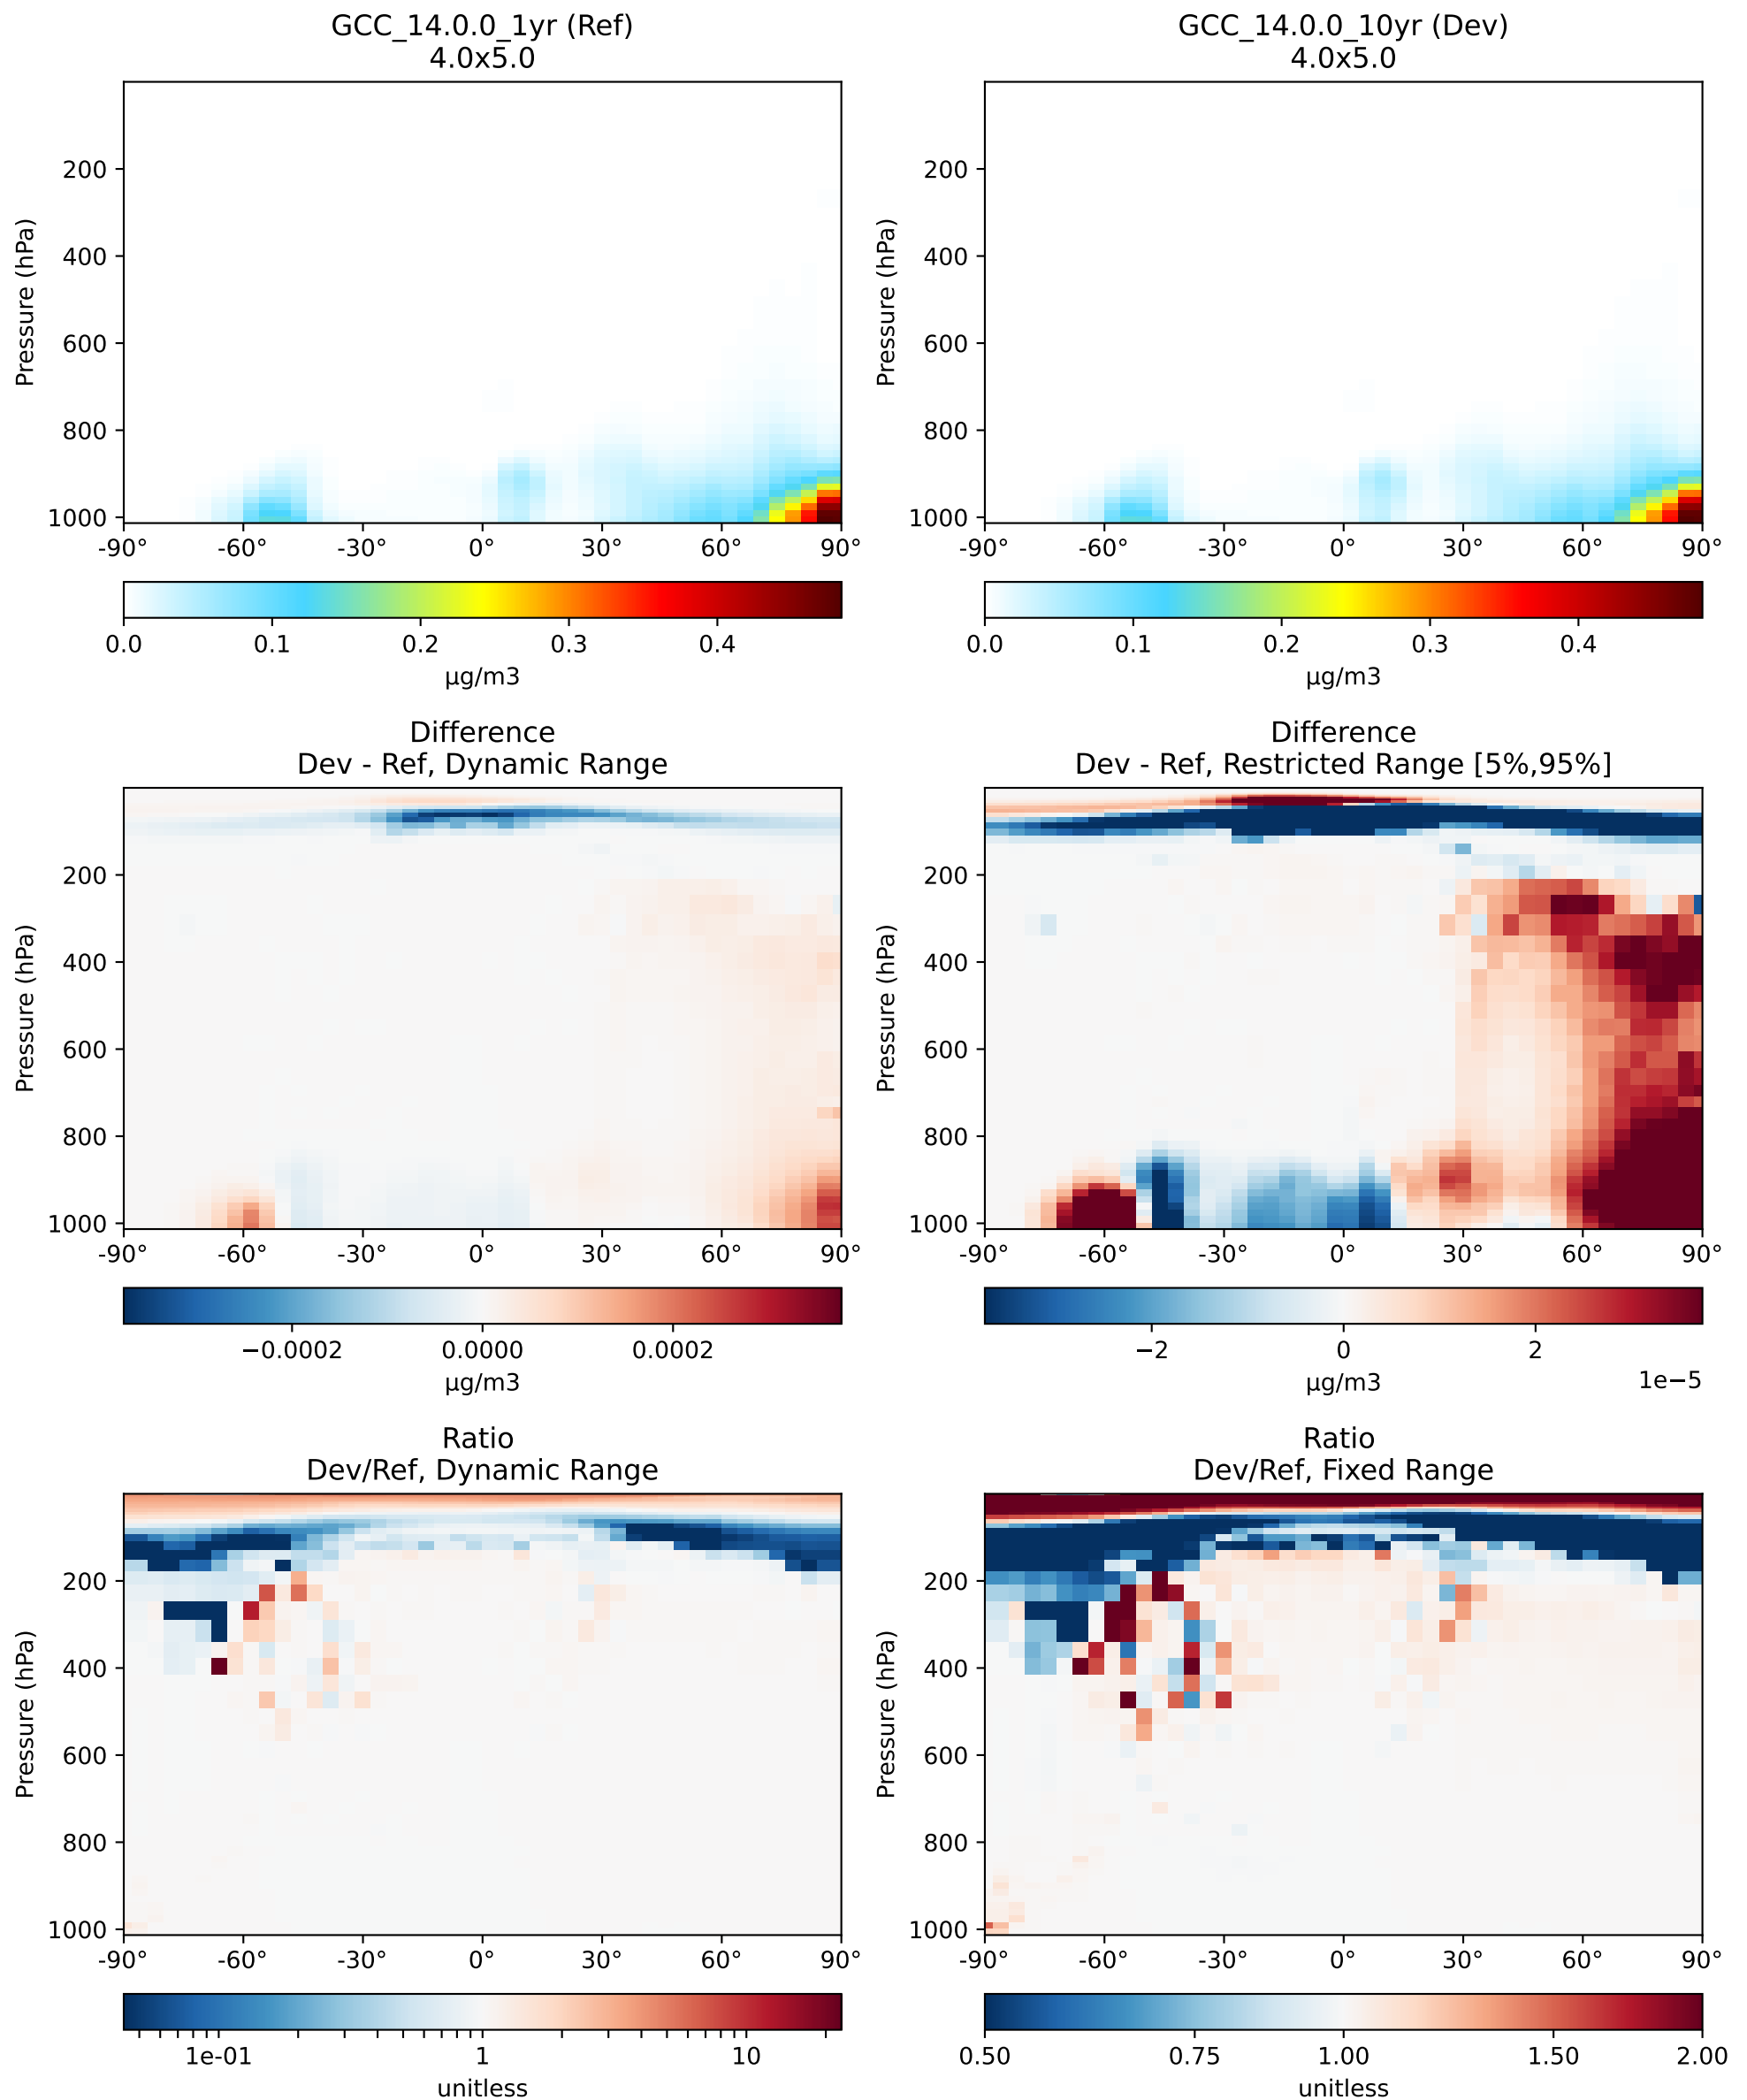 GCC_14.0.0_1yr (Ref)
4.0x5.0
Pressure (hPa)
200
400
600
800
1000
-90° -60° -30° 0° 30° 60° 90°
0.0 0.1 0.2 0.3 0.4
μg/m3
GCC_14.0.0_10yr (Dev)
4.0x5.0
Pressure (hPa)
200
400
600
800
1000
-90° -60° -30° 0° 30° 60° 90°
0.0 0.1 0.2 0.3 0.4
μg/m3
Difference
Dev - Ref, Dynamic Range
Pressure (hPa)
200
400
600
800
1000
-90° -60° -30° 0° 30° 60° 90°
−0.0002 0.0000 0.0002
μg/m3
Difference
Dev - Ref, Restricted Range [5%,95%]
Pressure (hPa)
200
400
600
800
1000
-90° -60° -30° 0° 30° 60° 90°
−2 0 2
1e−5
μg/m3
Ratio
Dev/Ref, Dynamic Range
Pressure (hPa)
200
400
600
800
1000
-90° -60° -30° 0° 30° 60° 90°
1e-01 1 10
unitless
Ratio
Dev/Ref, Fixed Range
Pressure (hPa)
200
400
600
800
1000
-90° -60° -30° 0° 30° 60° 90°
0.50 0.75 1.00 1.50 2.00
unitless